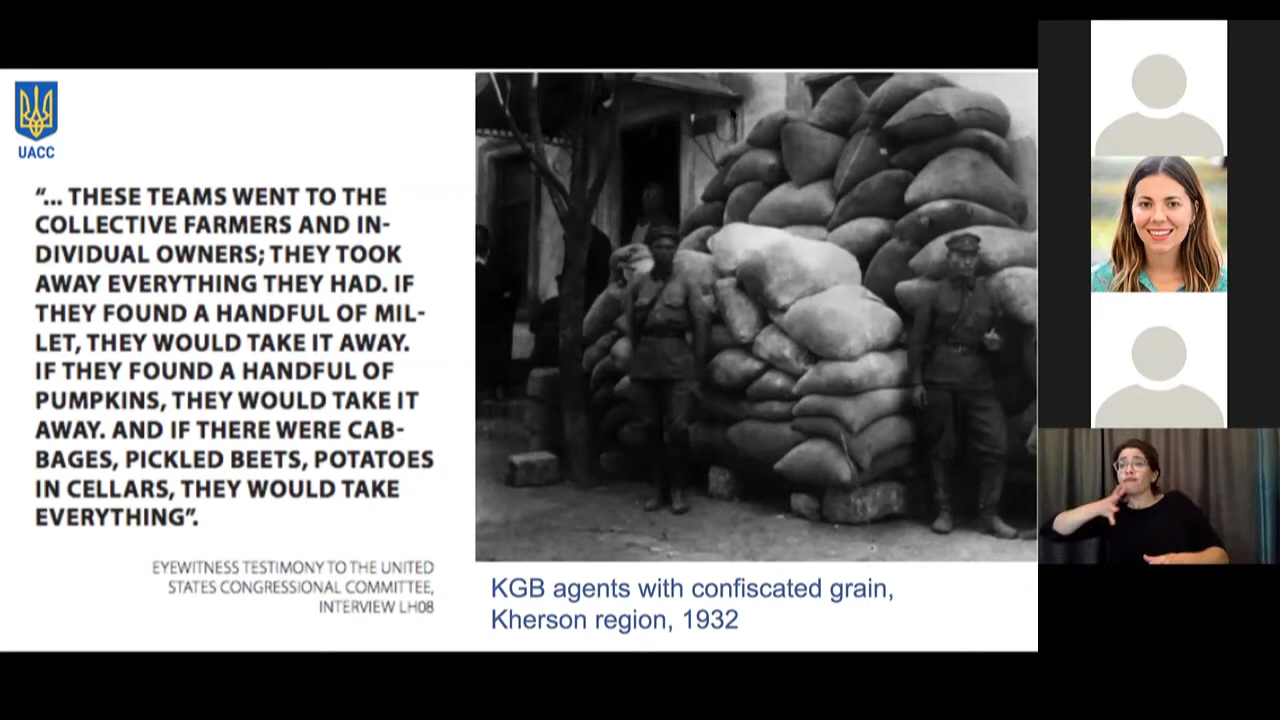 UACC
“... THESE TEAMS WENT TO THE
COLLECTIVE FARMERS AND IN-
DIVIDUAL OWNERS; THEY TOOK
AWAY EVERYTHING THEY HAD. IF
THEY FOUND A HANDFUL OF MIL-
LET, THEY WOULD TAKE IT AWAY.
IF THEY FOUND A HANDFUL OF
PUMPKINS, THEY WOULD TAKE IT
AWAY. AND IF THERE WERE CAB-
BAGES, PICKLED BEETS, POTATOES
IN CELLARS, THEY WOULD TAKE
EVERYTHING”.
EYEWITNESS TESTIMONY TO THE UNITED
STATES CONGRESSIONAL COMMITTEE,
INTERVIEW LH08
KGB agents with confiscated grain,
Kherson region, 1932